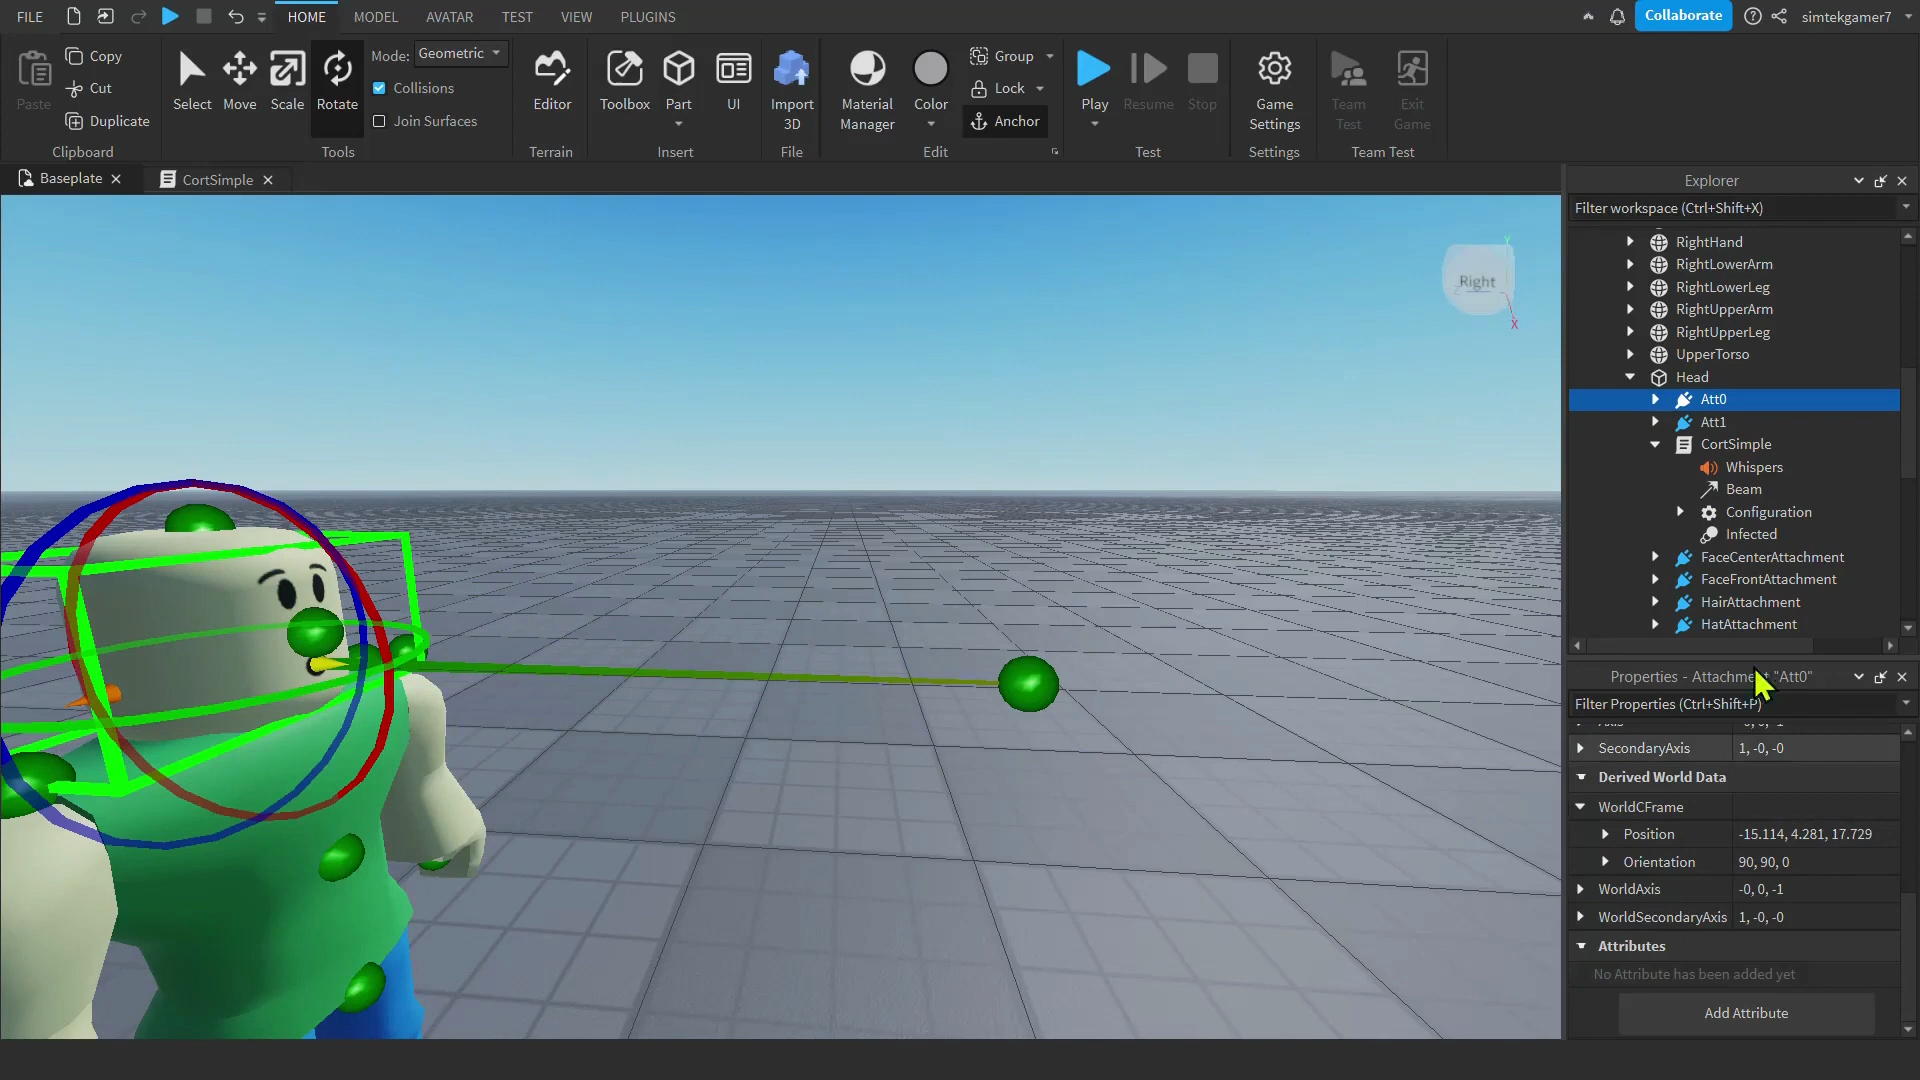 FILE
HOME
MODEL
AVATAR
TEST
VIEW
PLUGINS
Collaborate
simtekgamer7
Paste
Copy
Cut
Duplicate
Clipboard
Select
Move
Scale
Rotate
Mode:
Geometric
Collisions
Join Surfaces
Tools
Editor
Terrain
Toolbox
Part
UI
Insert
Import
3D
File
Material
Manager
Color
Group
Lock
Anchor
Edit
Play
Resume
Stop
Test
Game
Settings
Settings
Team
Test
Exit
Game
Team Test
Baseplate
CortSimple
Right
Y
Z
X
Explorer
Filter workspace (Ctrl+Shift+X)
RightHand
RightLowerArm
RightLowerLeg
RightUpperArm
RightUpperLeg
UpperTorso
Head
Att0
Att1
CortSimple
Whispers
Beam
Configuration
Infected
FaceCenterAttachment
FaceFrontAttachment
HairAttachment
HatAttachment
Properties - Attachment "Att0"
Filter Properties (Ctrl+Shift+P)
SecondaryAxis 1, -0, -0
Derived World Data
WorldCFrame
Position -15.114, 4.281, 17.729
Orientation 90, 90, 0
WorldAxis -0, 0, -1
WorldSecondaryAxis 1, -0, -0
Attributes
No Attribute has been added yet
Add Attribute